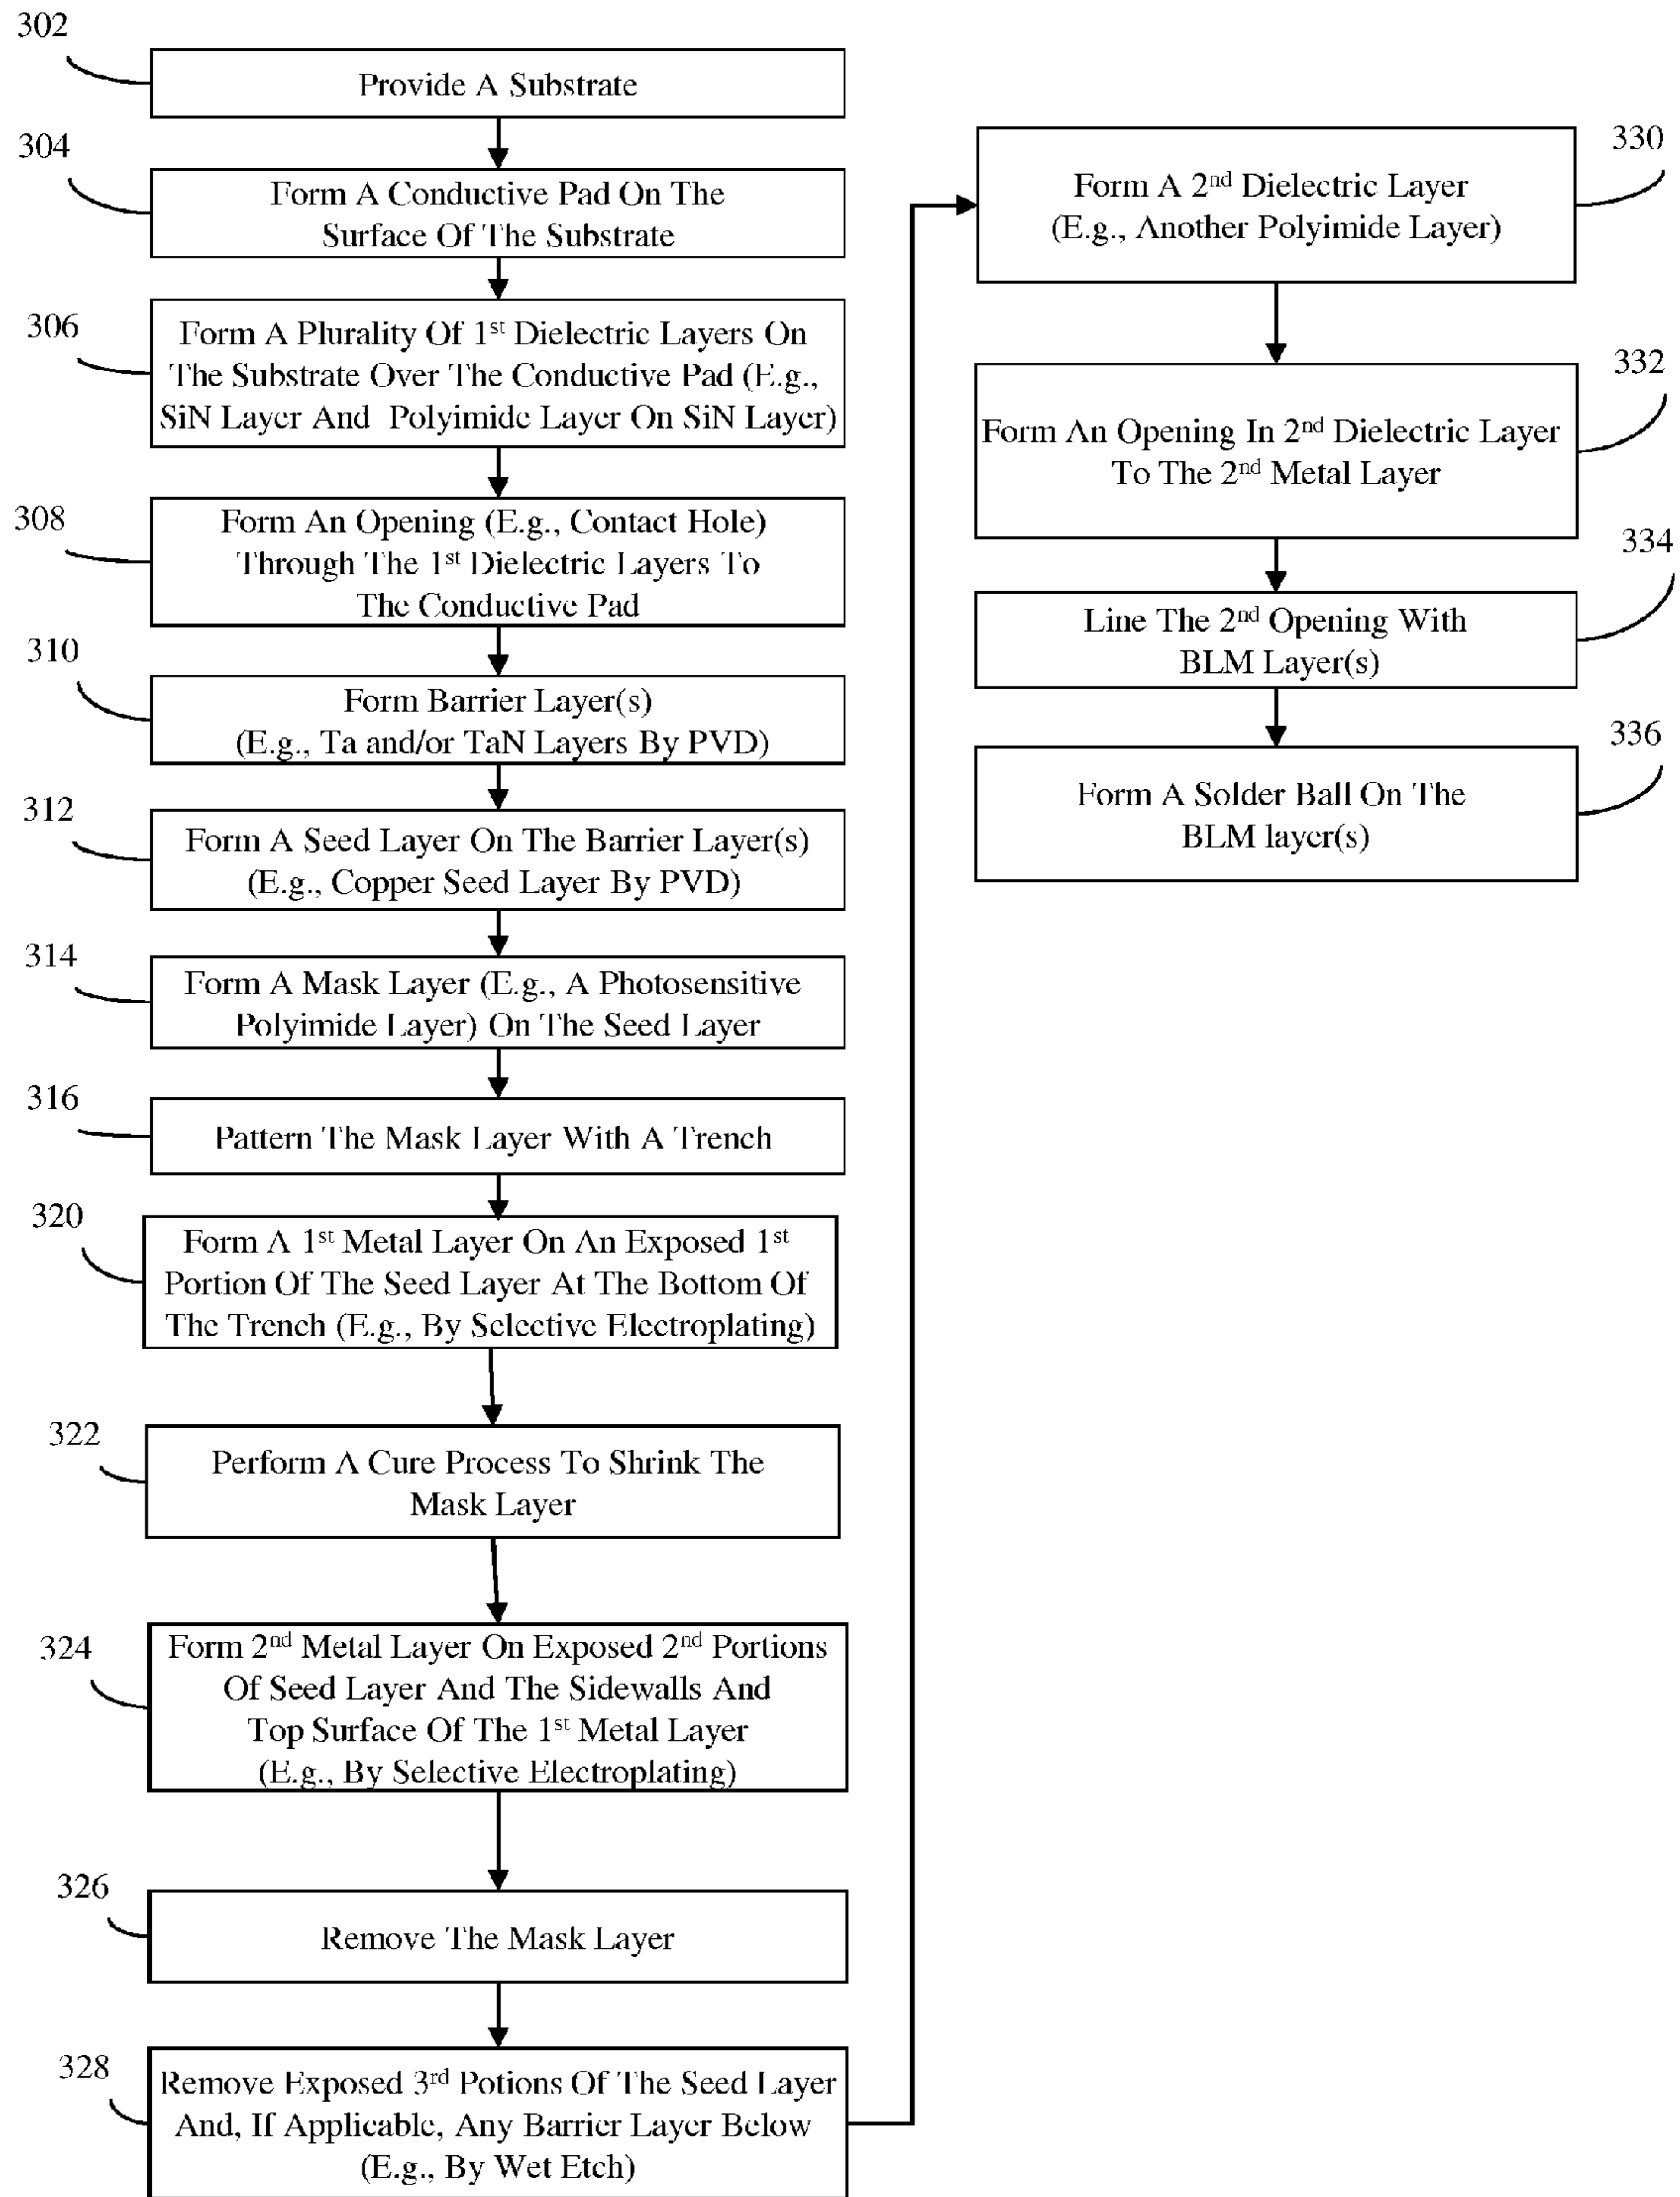 302
Provide A Substrate
304
Form A Conductive Pad On The
Surface Of The Substrate
306
Form A Plurality Of 1st Dielectric Layers On
The Substrate Over The Conductive Pad (E.g.,
SiN Layer And Polyimide Layer On SiN Layer)
308
Form An Opening (E.g., Contact Hole)
Through The 1st Dielectric Layers To
The Conductive Pad
310
Form Barrier Layer(s)
(E.g., Ta and/or TaN Layers By PVD)
312
Form A Seed Layer On The Barrier Layer(s)
(E.g., Copper Seed Layer By PVD)
314
Form A Mask Layer (E.g., A Photosensitive
Polyimide Layer) On The Seed Layer
316
Pattern The Mask Layer With A Trench
320
Form A 1st Metal Layer On An Exposed 1st
Portion Of The Seed Layer At The Bottom Of
The Trench (E.g., By Selective Electroplating)
322
Perform A Cure Process To Shrink The
Mask Layer
324
Form 2nd Metal Layer On Exposed 2nd Portions
Of Seed Layer And The Sidewalls And
Top Surface Of The 1st Metal Layer
(E.g., By Selective Electroplating)
326
Remove The Mask Layer
328
Remove Exposed 3rd Potions Of The Seed Layer
And, If Applicable, Any Barrier Layer Below
(E.g., By Wet Etch)
330
Form A 2nd Dielectric Layer
(E.g., Another Polyimide Layer)
332
Form An Opening In 2nd Dielectric Layer
To The 2nd Metal Layer
334
Line The 2nd Opening With
BLM Layer(s)
336
Form A Solder Ball On The
BLM layer(s)